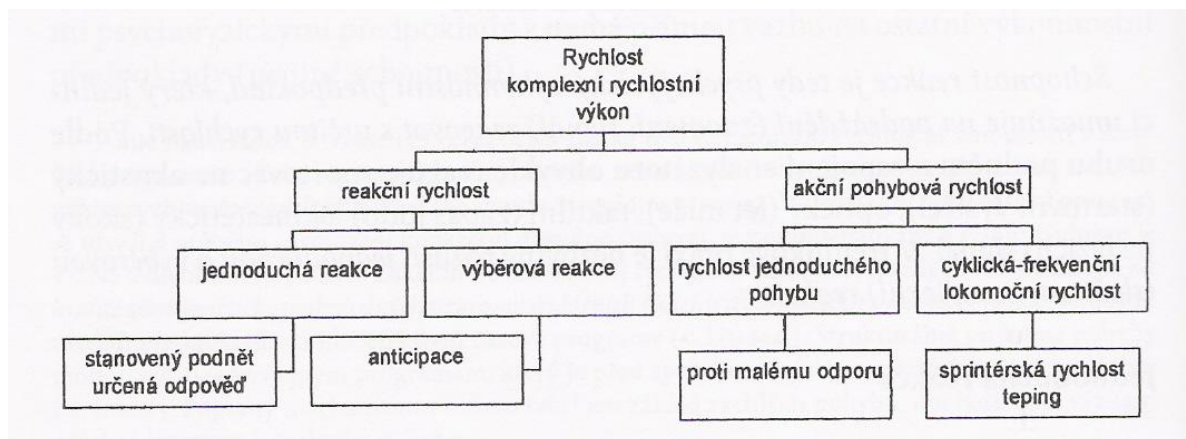 Rychlost
komplexní rychlostní
výkon
reakční rychlost
akční pohybová rychlost
jednoduchá reakce
výběrová reakce
rychlost jednoduchého
pohybu
cyklická-frekvenční
lokomoční rychlost
stanovený podnět
určená odpověď
anticipace
proti malému odporu
sprintérská rychlost
teping